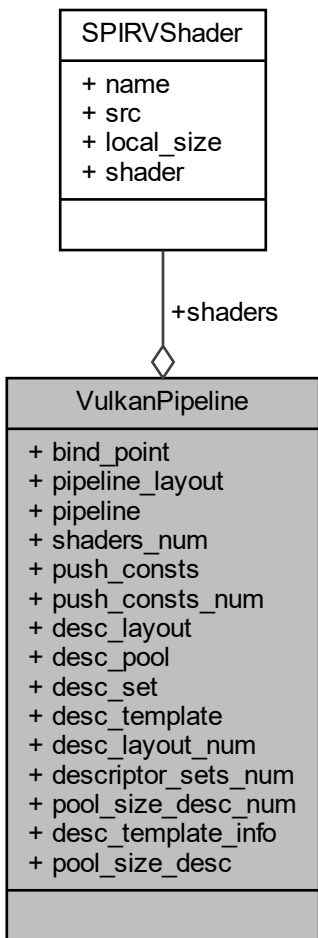 SPIRVShader
+ name
+ src
+ local_size
+ shader
+shaders
VulkanPipeline
+ bind_point
+ pipeline_layout
+ pipeline
+ shaders_num
+ push_consts
+ push_consts_num
+ desc_layout
+ desc_pool
+ desc_set
+ desc_template
+ desc_layout_num
+ descriptor_sets_num
+ pool_size_desc_num
+ desc_template_info
+ pool_size_desc